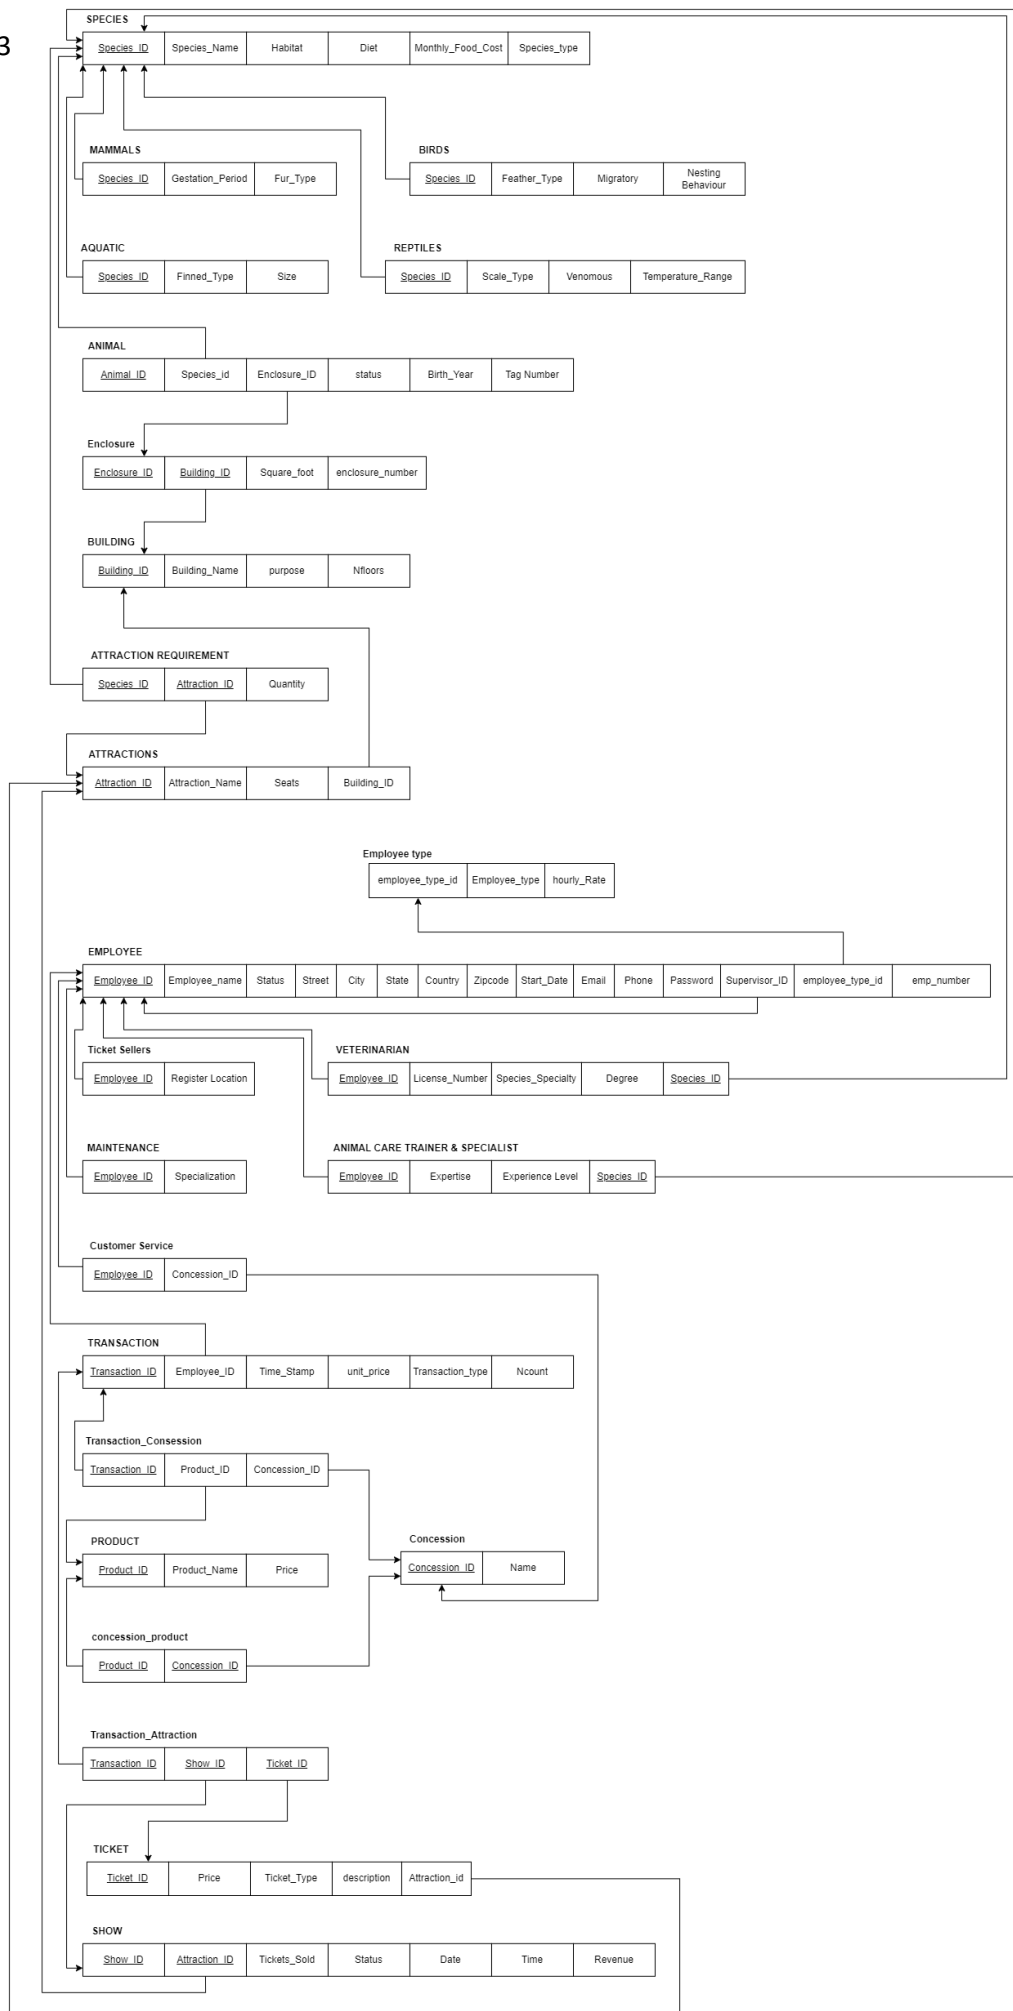 3
SPECIES
Species_ID Species_Name Habitat Diet Monthly_Food_Cost Species_type
MAMMALS
Species_ID Gestation_Period Fur_Type
BIRDS
Species_ID Feather_Type Migratory Nesting Behaviour
AQUATIC
Species_ID Finned_Type Size
REPTILES
Species_ID Scale_Type Venomous Temperature_Range
ANIMAL
Animal_ID Species_id Enclosure_ID status Birth_Year Tag Number
Enclosure
Enclosure_ID Building_ID Square_foot enclosure_number
BUILDING
Building_ID Building_Name purpose Nfloors
ATTRACTION REQUIREMENT
Species_ID Attraction_ID Quantity
ATTRACTIONS
Attraction_ID Attraction_Name Seats Building_ID
Employee type
employee_type_id Employee_type hourly_Rate
EMPLOYEE
Employee_ID Employee_name Status Street City State Country Zipcode Start_Date Email Phone Password Supervisor_ID employee_type_id emp_number
Ticket Sellers
Employee_ID Register Location
VETERINARIAN
Employee_ID License_Number Species_Specialty Degree Species_ID
MAINTENANCE
Employee_ID Specialization
ANIMAL CARE TRAINER & SPECIALIST
Employee_ID Expertise Experience Level Species_ID
Customer Service
Employee_ID Concession_ID
TRANSACTION
Transaction_ID Employee_ID Time_Stamp unit_price Transaction_type Ncount
Transaction_Consession
Transaction_ID Product_ID Concession_ID
PRODUCT
Product_ID Product_Name Price
Concession
Concession_ID Name
concession_product
Product_ID Concession_ID
Transaction_Attraction
Transaction_ID Show_ID Ticket_ID
TICKET
Ticket_ID Price Ticket_Type description Attraction_id
SHOW
Show_ID Attraction_ID Tickets_Sold Status Date Time Revenue